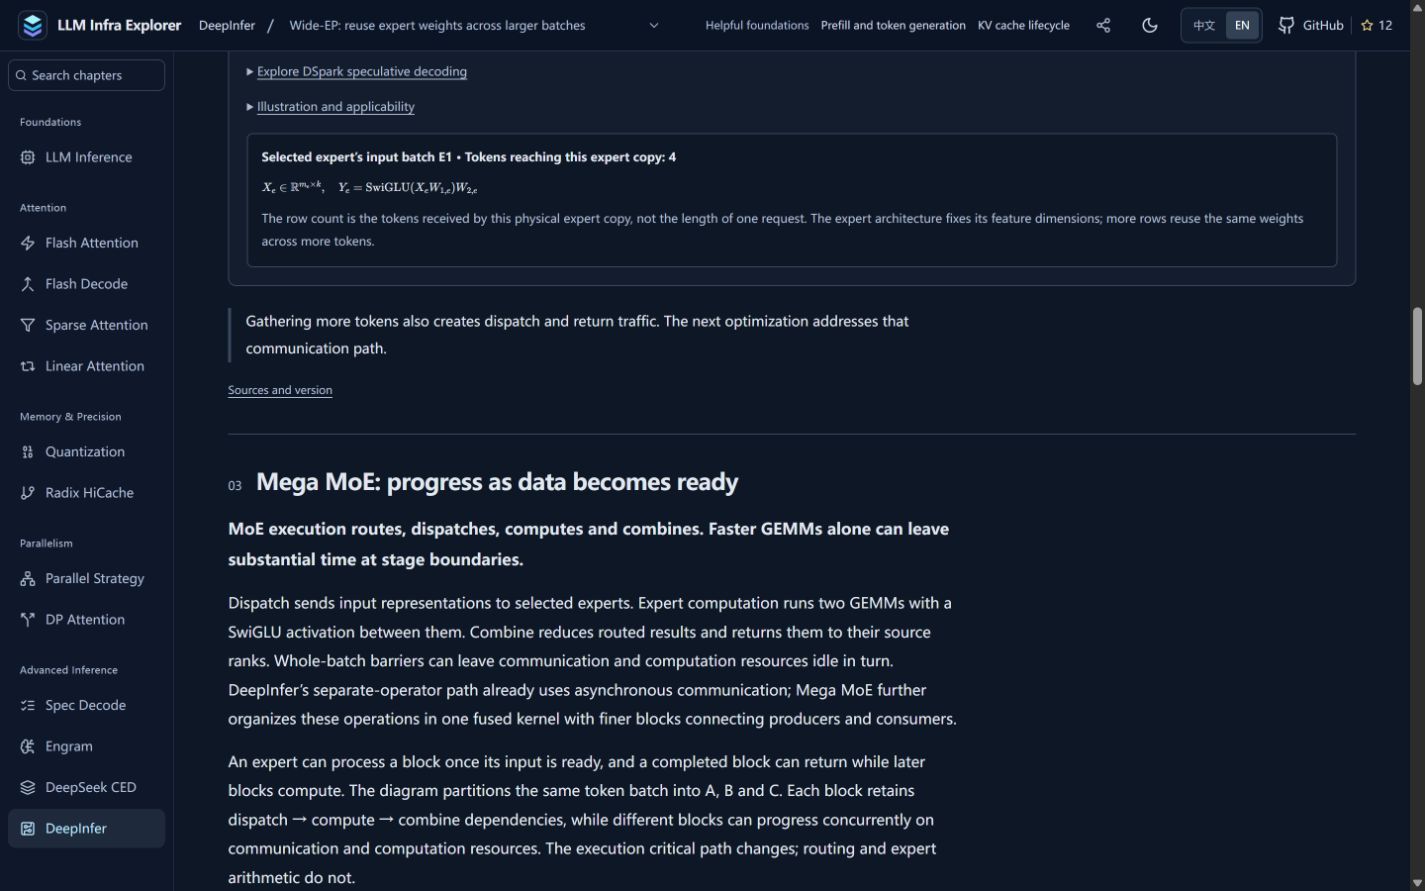 LLM Infra Explorer
DeepInfer / Wide-EP: reuse expert weights across larger batches
Helpful foundations Prefill and token generation KV cache lifecycle
中文 EN GitHub 12
Search chapters
Foundations
LLM Inference
Attention
Flash Attention
Flash Decode
Sparse Attention
Linear Attention
Memory & Precision
Quantization
Radix HiCache
Parallelism
Parallel Strategy
DP Attention
Advanced Inference
Spec Decode
Engram
DeepSeek CED
DeepInfer
Explore DSpark speculative decoding
Illustration and applicability
Selected expert's input batch E1 • Tokens reaching this expert copy: 4
Xₑ ∈ ℝ^{mₑ×k}, Yₑ = SwiGLU(XₑW₁,ₑ)W₂,ₑ
The row count is the tokens received by this physical expert copy, not the length of one request. The expert architecture fixes its feature dimensions; more rows reuse the same weights
across more tokens.
Gathering more tokens also creates dispatch and return traffic. The next optimization addresses that
communication path.
Sources and version
03 Mega MoE: progress as data becomes ready
MoE execution routes, dispatches, computes and combines. Faster GEMMs alone can leave
substantial time at stage boundaries.
Dispatch sends input representations to selected experts. Expert computation runs two GEMMs with a
SwiGLU activation between them. Combine reduces routed results and returns them to their source
ranks. Whole-batch barriers can leave communication and computation resources idle in turn.
DeepInfer's separate-operator path already uses asynchronous communication; Mega MoE further
organizes these operations in one fused kernel with finer blocks connecting producers and consumers.
An expert can process a block once its input is ready, and a completed block can return while later
blocks compute. The diagram partitions the same token batch into A, B and C. Each block retains
dispatch → compute → combine dependencies, while different blocks can progress concurrently on
communication and computation resources. The execution critical path changes; routing and expert
arithmetic do not.